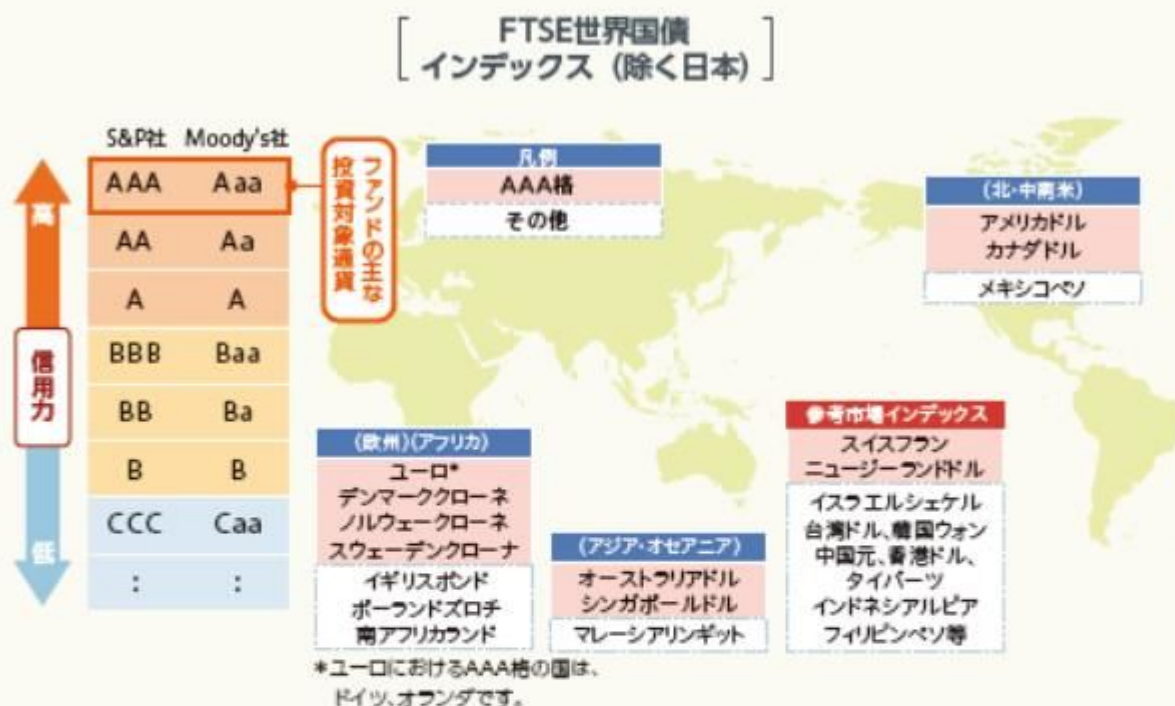 FTSE世界国債
インデックス（除く日本）
S&P社 Moody's社
AAA Aaa
AA Aa
A A
BBB Baa
BB Ba
B B
CCC Caa
: :
高
信用力
低
ファンドの主な
投資対象通貨
凡例
AAA格
その他
(北・中南米)
アメリカドル
カナダドル
メキシコペソ
(欧州)(アフリカ)
ユーロ*
デンマーククローネ
ノルウェークローネ
スウェーデンクローナ
イギリスポンド
ポーランドズロチ
南アフリカランド
*ユーロにおけるAAA格の国は、
ドイツ、オランダです。
(アジア・オセアニア)
オーストラリアドル
シンガポールドル
マレーシアリンギット
参考市場インデックス
スイスフラン
ニュージーランドドル
イスラエルシェケル
台湾ドル、韓国ウォン
中国元、香港ドル、
タイバーツ
インドネシアルピア
フィリピンペソ等